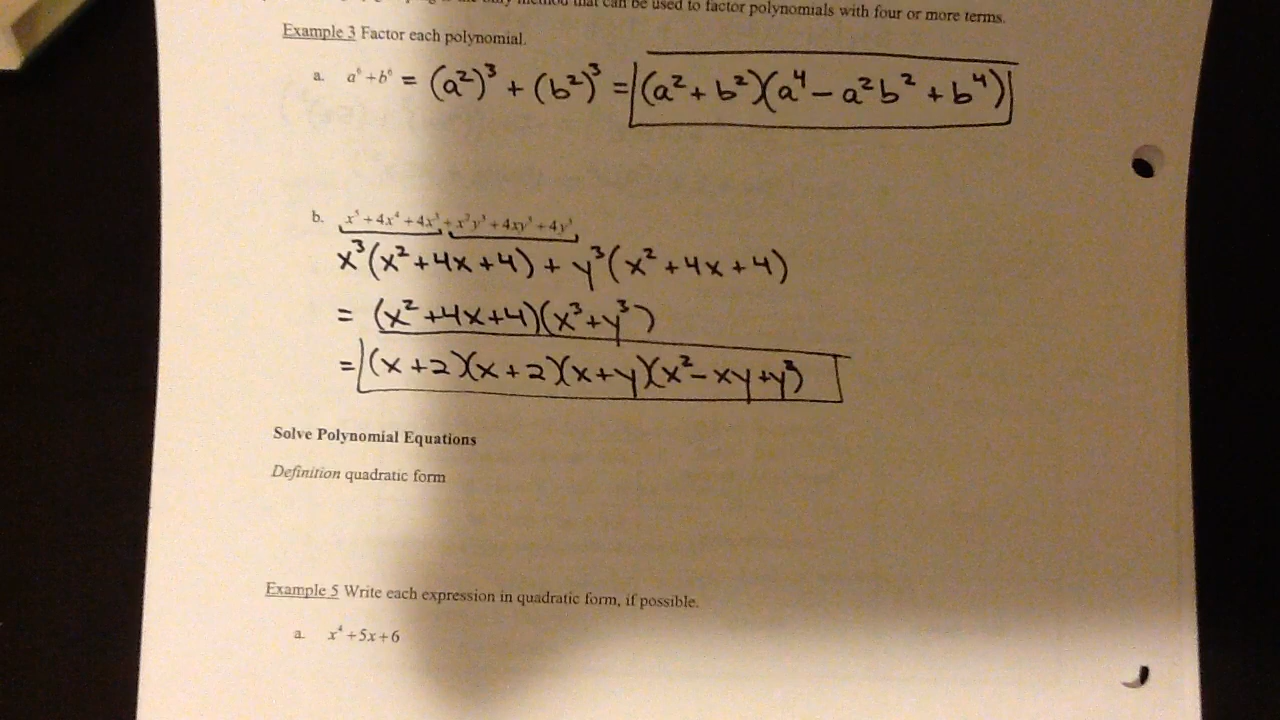 can be used to factor polynomials with four or more terms.
Example 3 Factor each polynomial.
a. a⁶ + b⁶ = (a²)³ + (b²)³ = (a² + b²)(a⁴ − a²b² + b⁴)
b. x⁵ + 4x⁴ + 4x³ + x²y³ + 4xy³ + 4y³
x³(x² + 4x + 4) + y³(x² + 4x + 4)
= (x² + 4x + 4)(x³ + y³)
= (x + 2)(x + 2)(x + y)(x² − xy + y²)
Solve Polynomial Equations
Definition quadratic form
Example 5 Write each expression in quadratic form, if possible.
a. x⁴ + 5x + 6